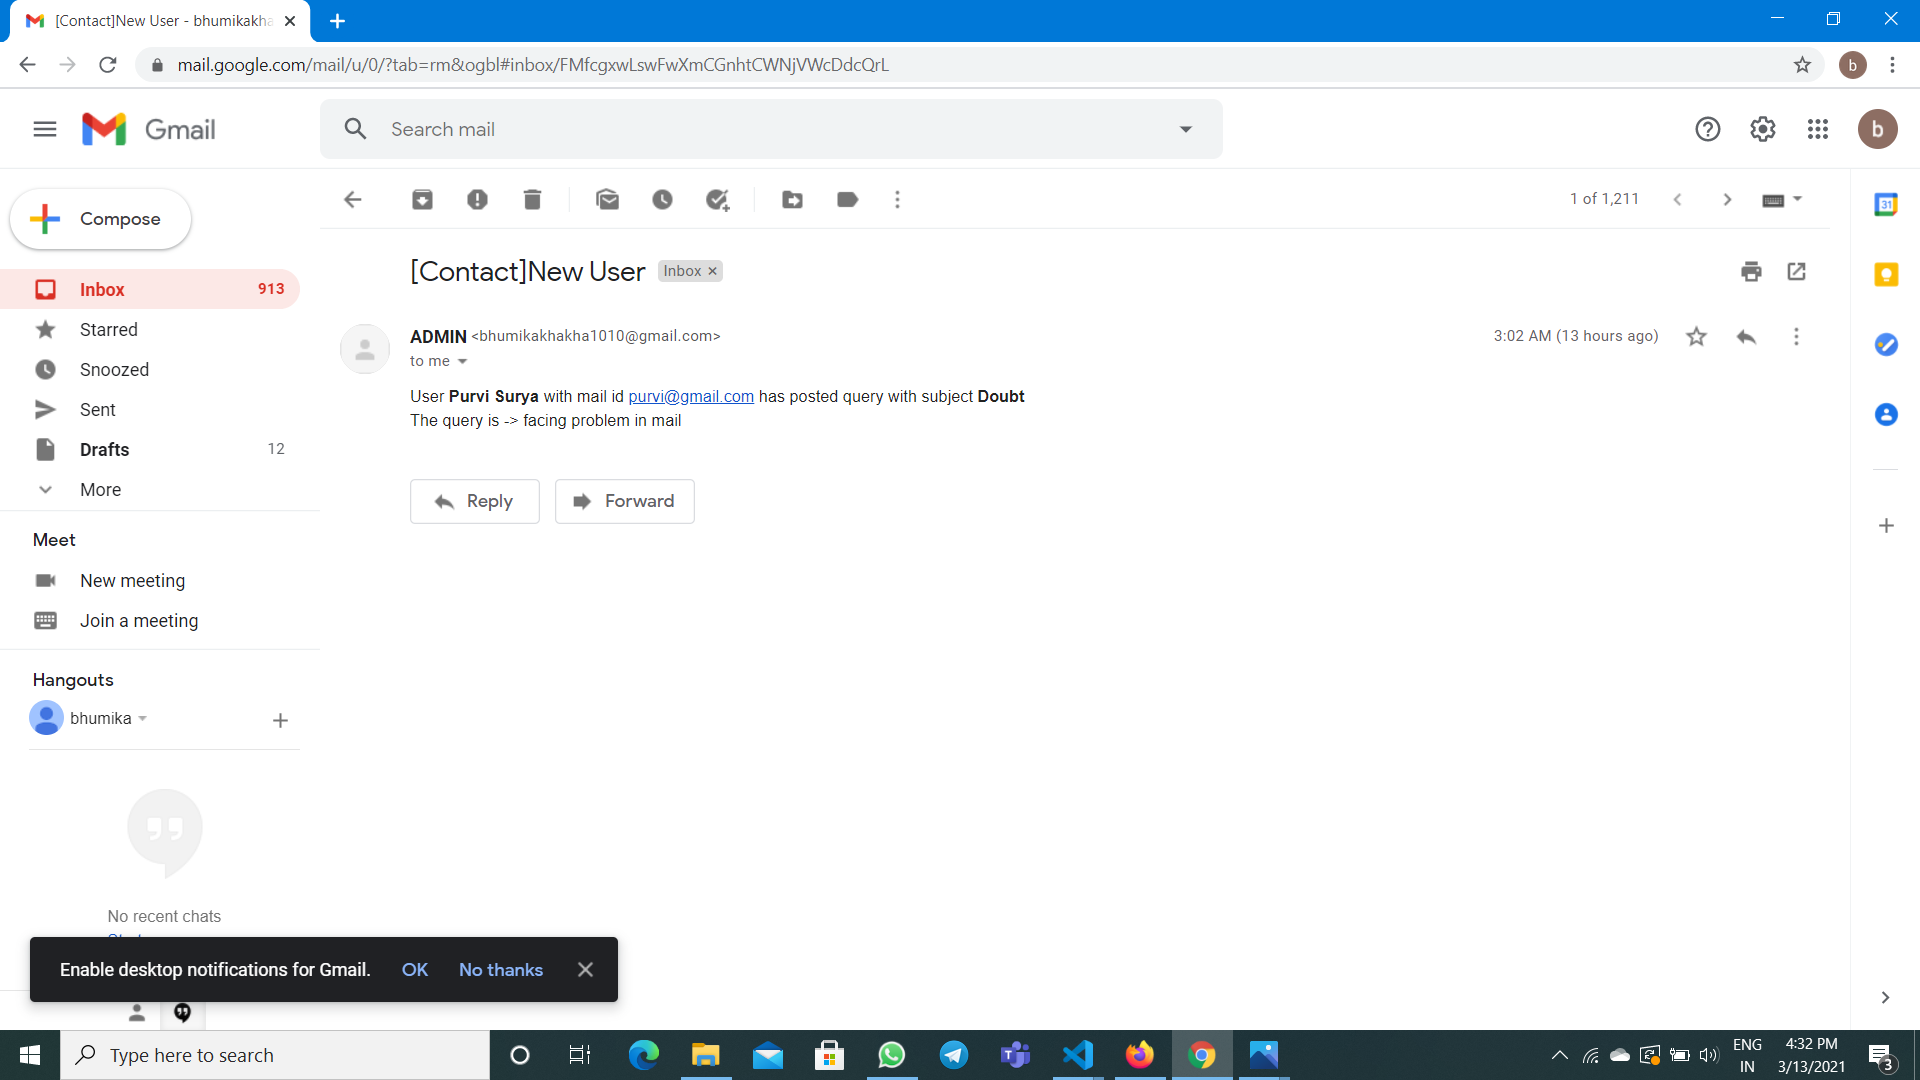 [Contact]New User - bhumikakha
mail.google.com/mail/u/0/?tab=rm&ogbl#inbox/FMfcgxwLswFwXmCGnhtCWNjVWcDdcQrL
b
Gmail
Search mail
b
Compose
1 of 1,211
31
[Contact]New User
Inbox ×
Inbox
913
Starred
Snoozed
Sent
Drafts
12
More
ADMIN <bhumikakhakha1010@gmail.com>
3:02 AM (13 hours ago)
to me
User Purvi Surya with mail id purvi@gmail.com has posted query with subject Doubt
The query is -> facing problem in mail
Reply
Forward
Meet
New meeting
Join a meeting
Hangouts
bhumika
No recent chats
Enable desktop notifications for Gmail.
OK
No thanks
Type here to search
ENG
IN
4:32 PM
3/13/2021
3